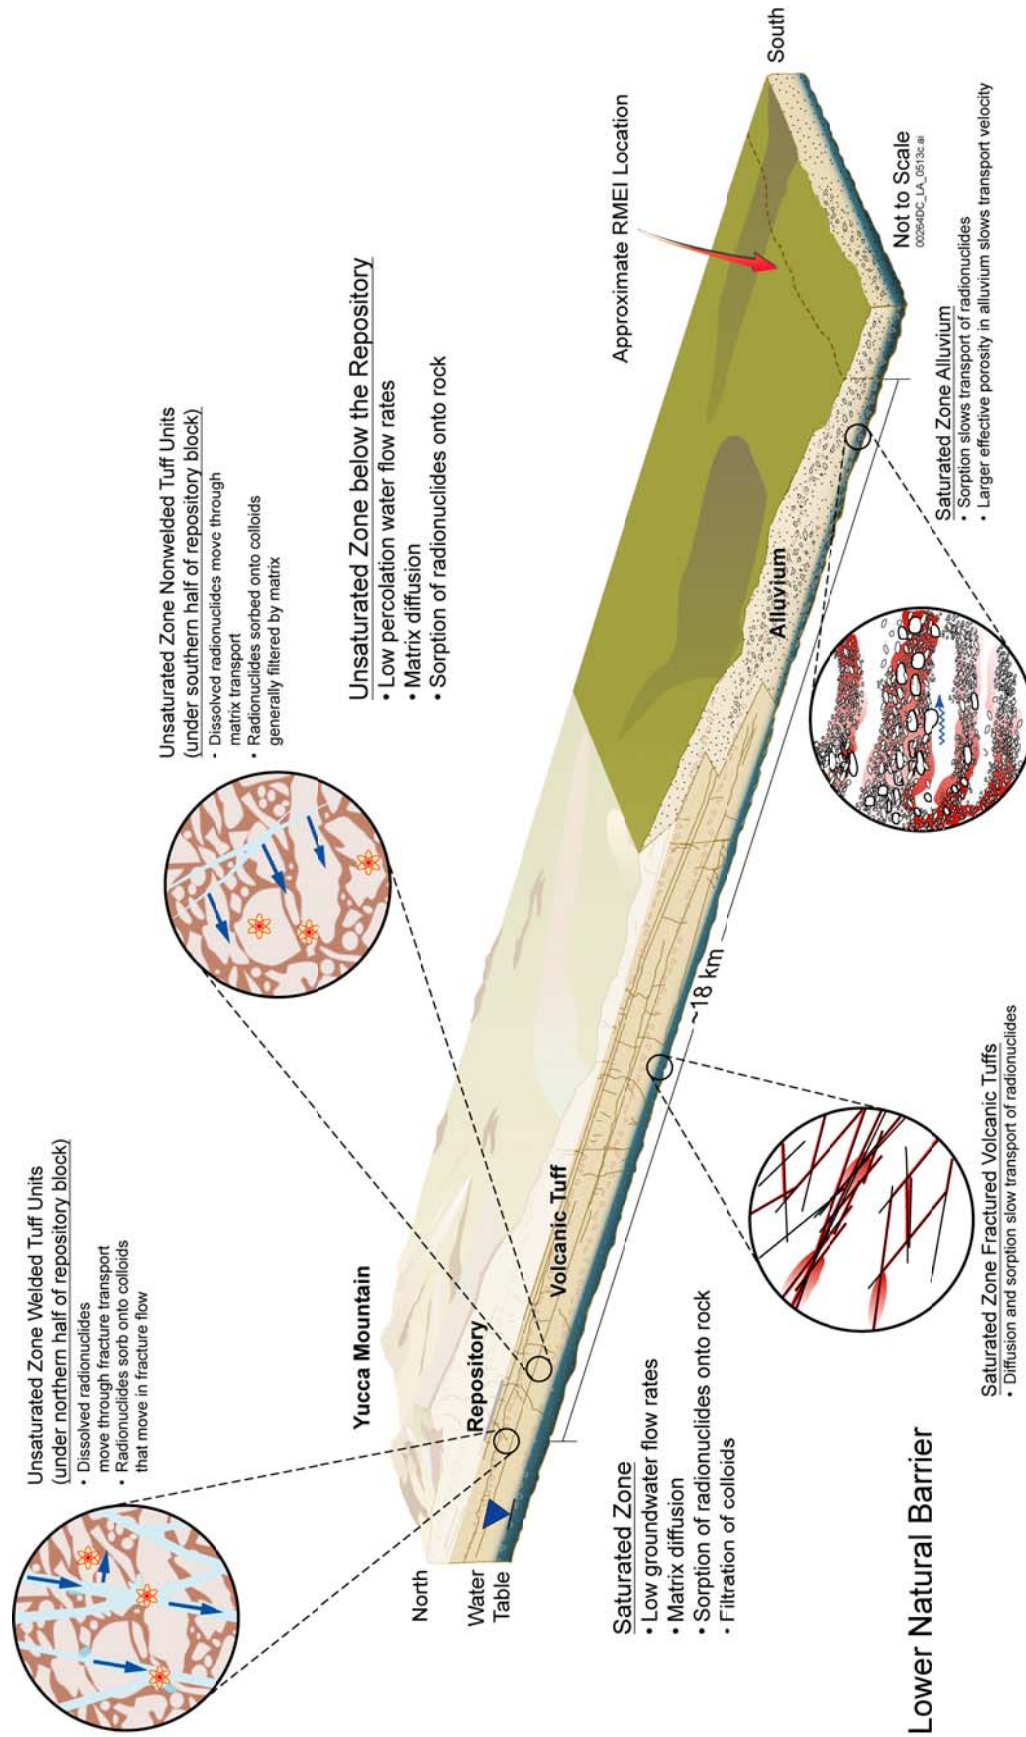 Unsaturated Zone Welded Tuff Units
(under northern half of repository block)
• Dissolved radionuclides
move through fracture transport
• Radionuclides sorb onto colloids
that move in fracture flow
Unsaturated Zone Nonwelded Tuff Units
(under southern half of repository block)
• Dissolved radionuclides move through
matrix transport
• Radionuclides sorbed onto colloids
generally filtered by matrix
Unsaturated Zone below the Repository
• Low percolation water flow rates
• Matrix diffusion
• Sorption of radionuclides onto rock
Yucca Mountain
North
Water
Table
Repository
Volcanic Tuff
Alluvium
~18 km
Approximate RMEI Location
South
Not to Scale
00264DC_LA_0513c.ai
Saturated Zone
• Low groundwater flow rates
• Matrix diffusion
• Sorption of radionuclides onto rock
• Filtration of colloids
Saturated Zone Alluvium
• Sorption slows transport of radionuclides
• Larger effective porosity in alluvium slows transport velocity
Saturated Zone Fractured Volcanic Tuffs
• Diffusion and sorption slow transport of radionuclides
Lower Natural Barrier